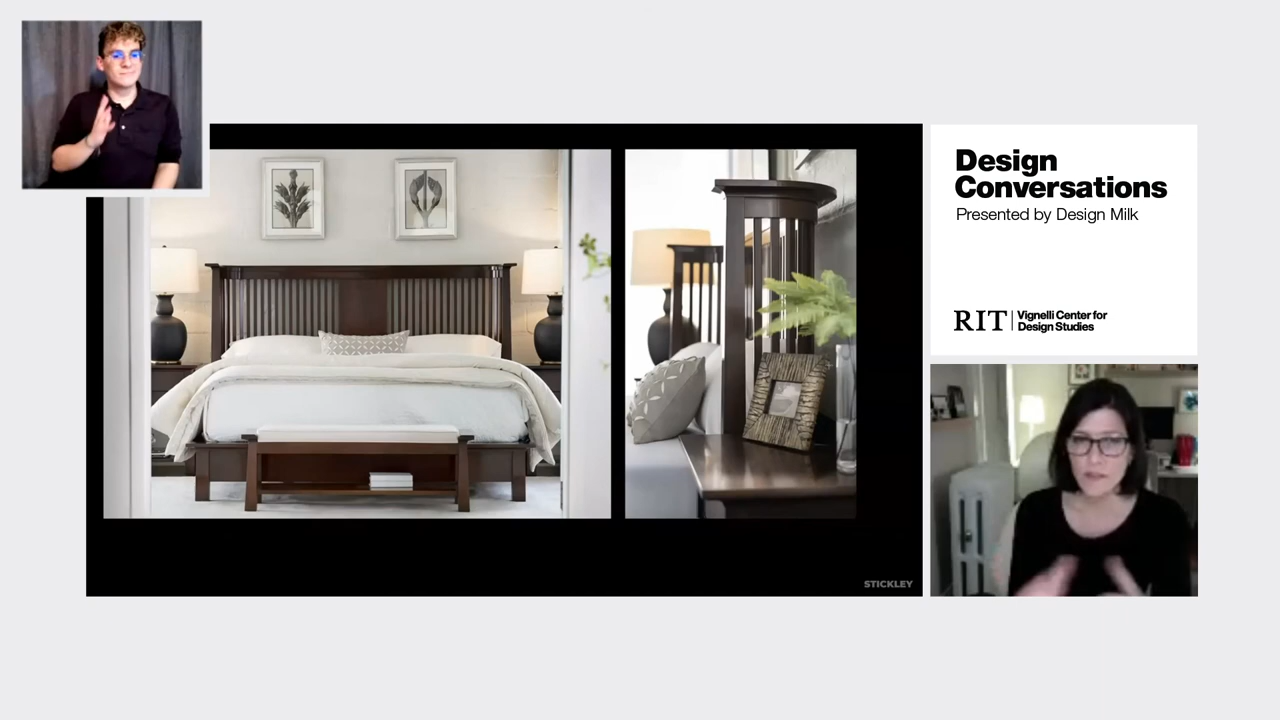 Design
Conversations
Presented by Design Milk
RIT
Vignelli Center for
Design Studies
STICKLEY